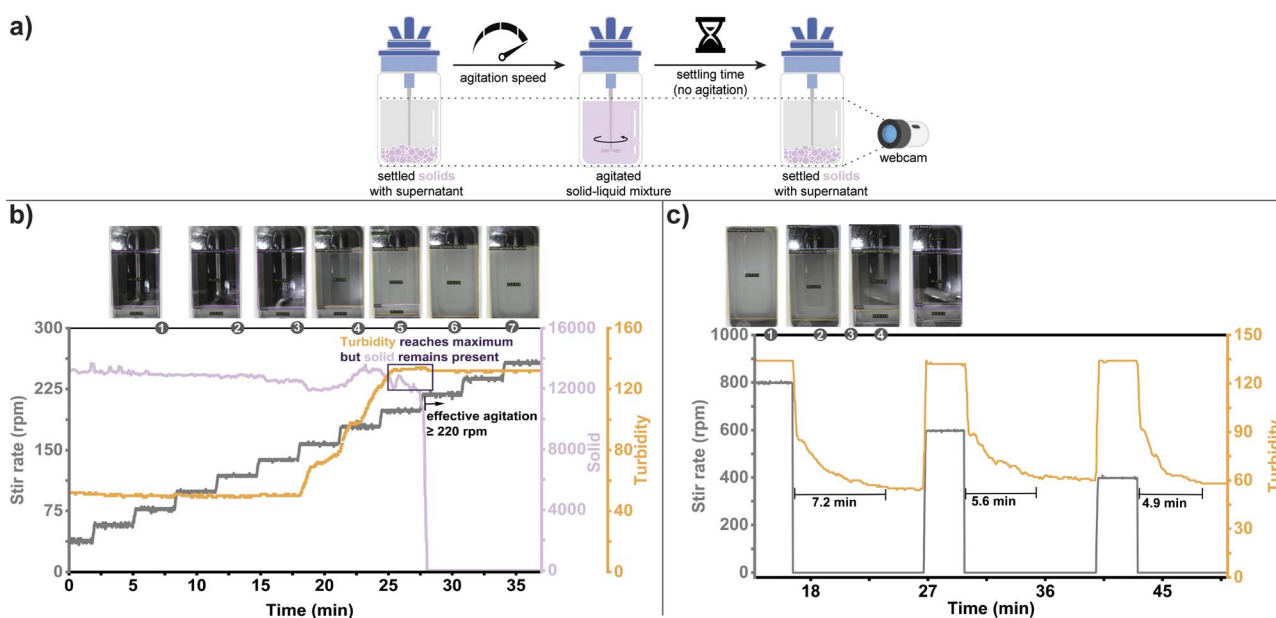 a)
agitation speed
settling time
(no agitation)
webcam
settled solids
with supernatant
agitated
solid-liquid mixture
settled solids
with supernatant
b)
1 2 3 4 5 6 7
Turbidity reaches maximum
but solid remains present
effective agitation
≥ 220 rpm
Stir rate (rpm)
300
225
150
75
0
0 5 10 15 20 25 30 35
Time (min)
16000
12000
8000
4000
0
Solid
160
120
80
40
0
Turbidity
c)
1 2 3 4
Stir rate (rpm)
1000
800
600
400
200
0
7.2 min
5.6 min
4.9 min
18 27 36 45
Time (min)
150
120
90
60
30
0
Turbidity